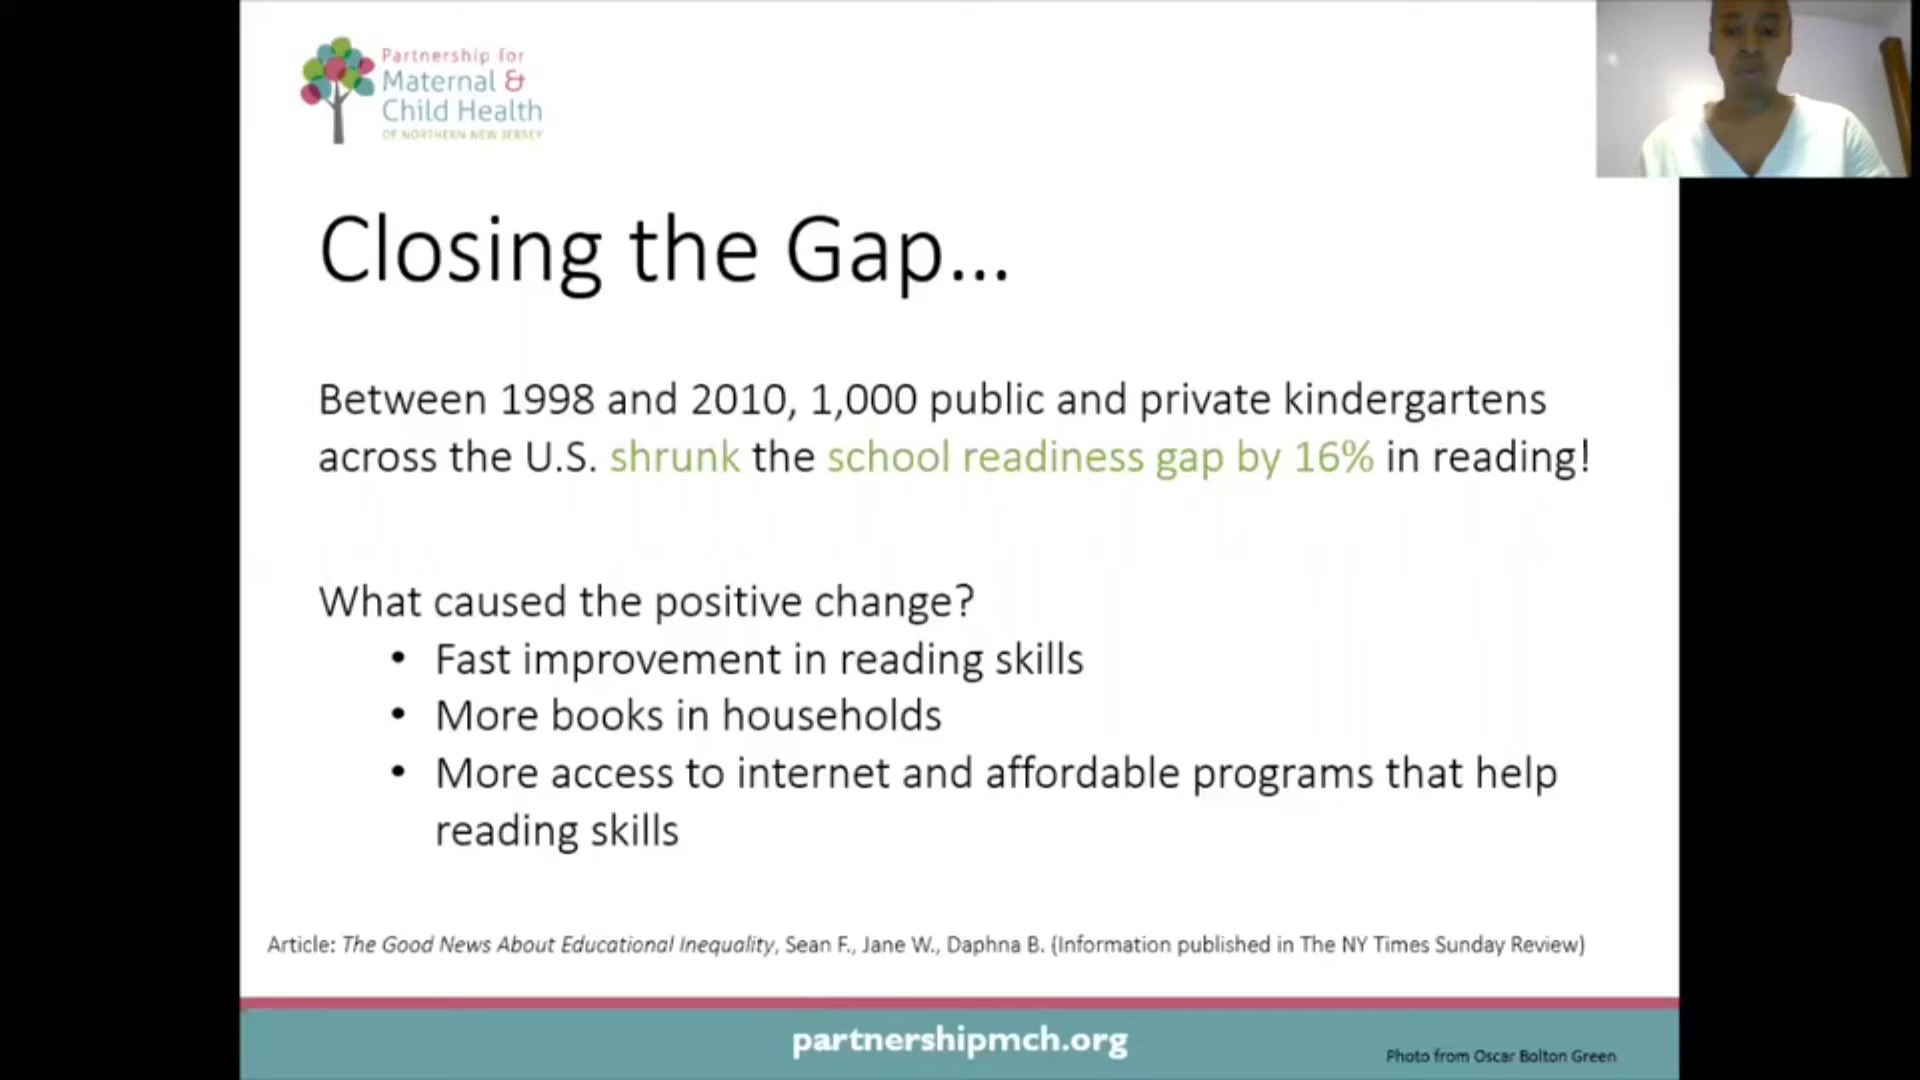 Partnership for
Maternal &
Child Health
OF NORTHERN NEW JERSEY
Closing the Gap...
Between 1998 and 2010, 1,000 public and private kindergartens
across the U.S. shrunk the school readiness gap by 16% in reading!
What caused the positive change?
• Fast improvement in reading skills
• More books in households
• More access to internet and affordable programs that help
reading skills
Article: The Good News About Educational Inequality, Sean F., Jane W., Daphna B. (Information published in The NY Times Sunday Review)
partnershipmch.org
Photo from Oscar Bolton Green